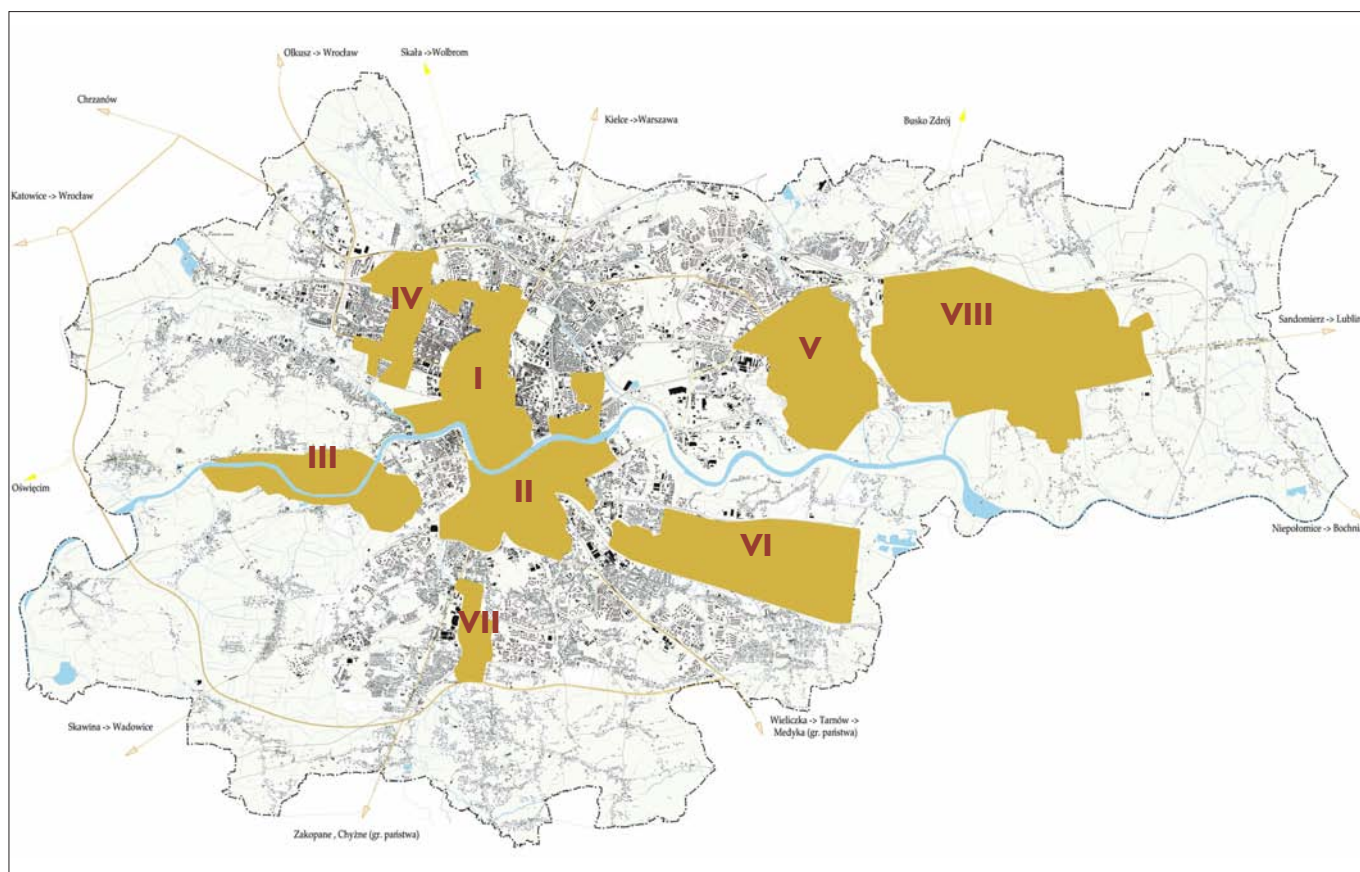 Olkusz -> Wrocław
Skała ->Wolbrom
Chrzanów
Kielce ->Warszawa
Busko Zdrój
Katowice -> Wrocław
IV
VIII
Sandomierz -> Lublin
V
I
III
Oświęcim
II
Niepołomice -> Bochnia
VI
VII
Skawina -> Wadowice
Wieliczka -> Tarnów ->
Medyka (gr. państwa)
Zakopane , Chyżne (gr. państwa)